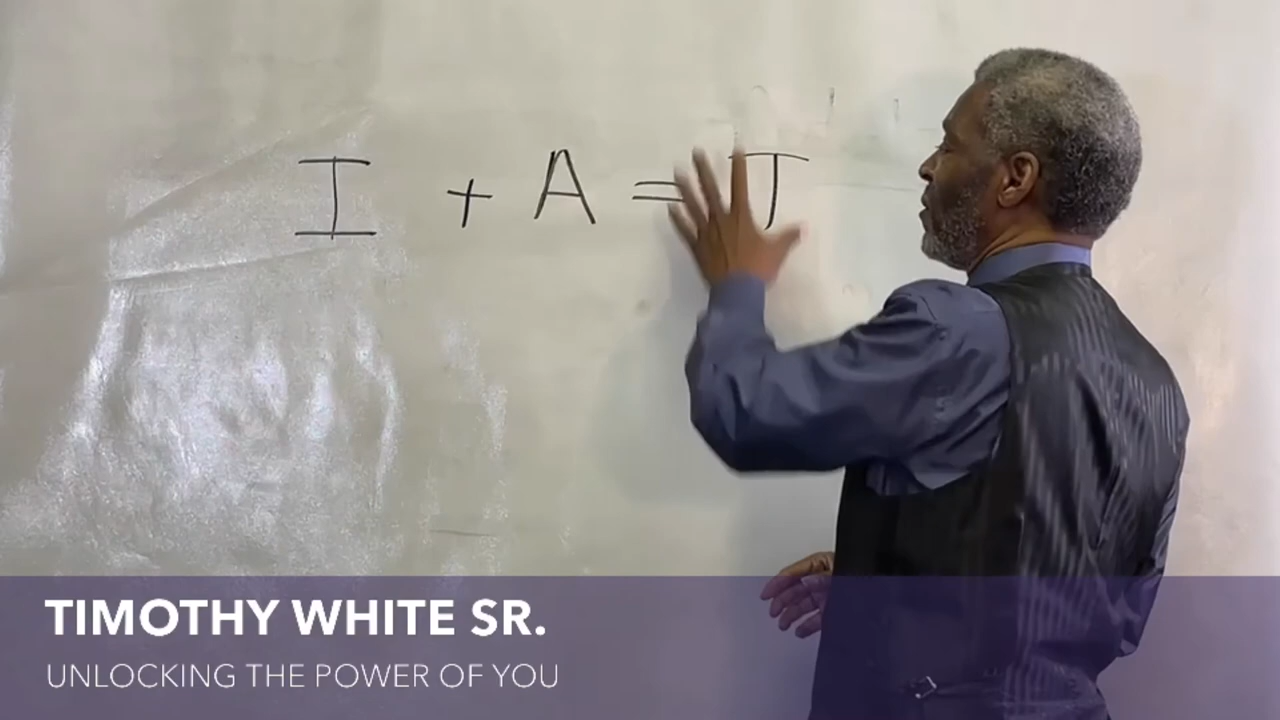 I + A = T
TIMOTHY WHITE SR.
UNLOCKING THE POWER OF YOU